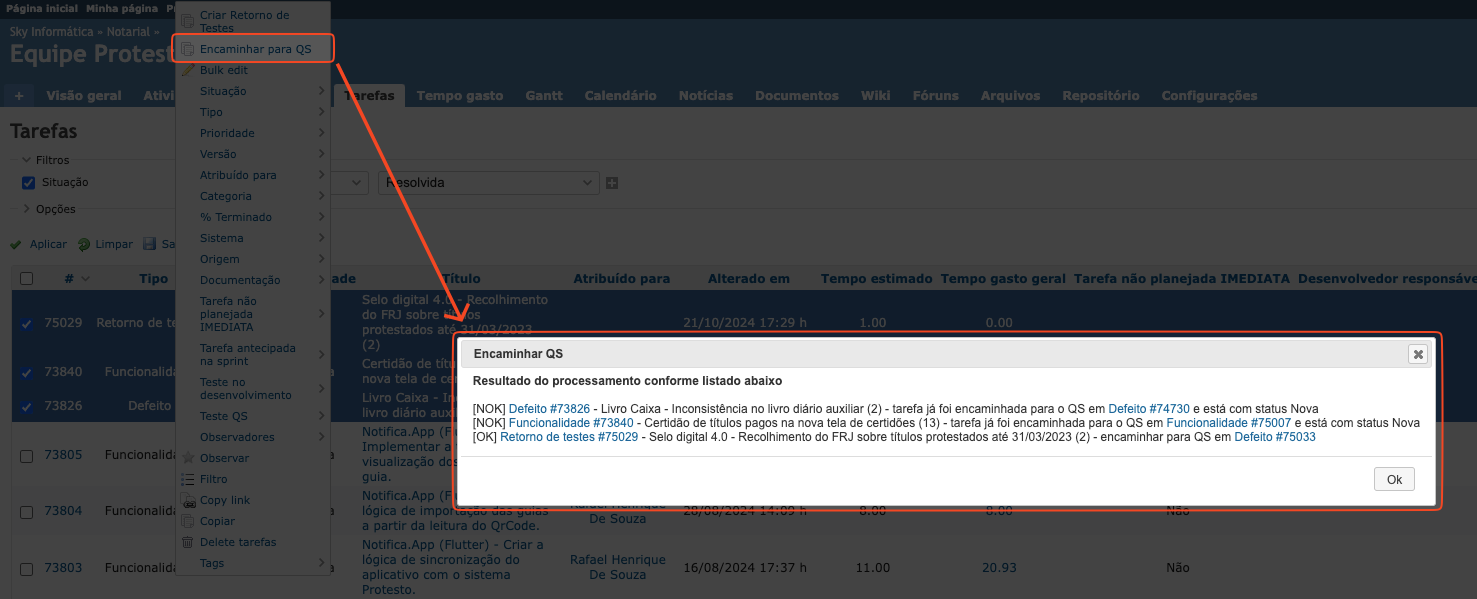 Página inicial Minha página
Sky Informática » Notarial »
Equipe Protest
+ Visão geral Ativi Tarefas Tempo gasto Gantt Calendário Notícias Documentos Wiki Fóruns Arquivos Repositório Configurações
Criar Retorno de
Testes
Encaminhar para QS
Bulk edit
Situação
Tipo
Prioridade
Versão
Atribuído para
Categoria
% Terminado
Sistema
Origem
Documentação
Tarefa não
planejada
IMEDIATA
Tarefa antecipada
na sprint
Teste no
desenvolvimento
Teste QS
Observadores
Observar
Filtro
Copy link
Copiar
Delete tarefas
Tags
Tarefas
Filtros
Situação
Resolvida
Opções
Aplicar Limpar Sa
# Tipo ade Título Atribuído para Alterado em Tempo estimado Tempo gasto geral Tarefa não planejada IMEDIATA Desenvolvedor responsáve
Selo digital 4.0 - Recolhimento
do FRJ sobre títulos
75029 Retorno de te protestados até 31/03/2023 21/10/2024 17:29 h 1.00 0.00
(2)
Certidão de títu
73840 Funcionalida nova tela de cer
Livro Caixa - In
73826 Defeito livro diário auxi
Encaminhar QS
Resultado do processamento conforme listado abaixo
[NOK] Defeito #73826 - Livro Caixa - Inconsistência no livro diário auxiliar (2) - tarefa já foi encaminhada para o QS em Defeito #74730 e está com status Nova
[NOK] Funcionalidade #73840 - Certidão de títulos pagos na nova tela de certidões (13) - tarefa já foi encaminhada para o QS em Funcionalidade #75007 e está com status Nova
[OK] Retorno de testes #75029 - Selo digital 4.0 - Recolhimento do FRJ sobre títulos protestados até 31/03/2023 (2) - encaminhar para QS em Defeito #75033
Ok
Notifica.App (Fl
73805 Funcionalida Implementar a
visualização dos
guia.
Notifica.App (Fl
73804 Funcionalida lógica de importação das guias Rafael Henrique 28/08/2024 14:09 h 8.00 8.00 Não
a partir da leitura do QrCode. De Souza
Notifica.App (Flutter) - Criar a
73803 Funcionalida lógica de sincronização do Rafael Henrique 16/08/2024 17:37 h 11.00 20.93 Não
aplicativo com o sistema De Souza
Protesto.